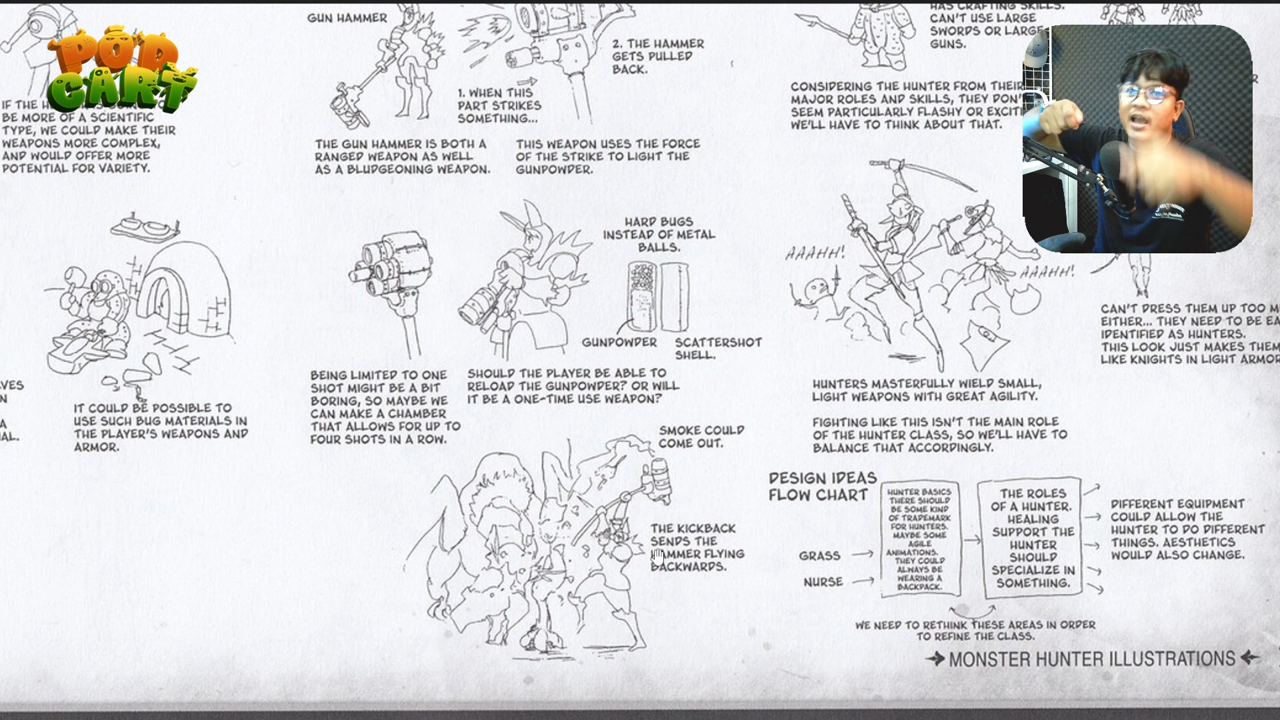 POD
CART
IF THE
BE MORE OF A SCIENTIFIC
TYPE, WE COULD MAKE THEIR
WEAPONS MORE COMPLEX,
AND WOULD OFFER MORE
POTENTIAL FOR VARIETY.
IT COULD BE POSSIBLE TO
USE SUCH BUG MATERIALS IN
THE PLAYER'S WEAPONS AND
ARMOR.
GUN HAMMER
1. WHEN THIS
PART STRIKES
SOMETHING...
2. THE HAMMER
GETS PULLED
BACK.
THE GUN HAMMER IS BOTH A
RANGED WEAPON AS WELL
AS A BLUDGEONING WEAPON.
THIS WEAPON USES THE FORCE
OF THE STRIKE TO LIGHT THE
GUNPOWDER.
HARD BUGS
INSTEAD OF METAL
BALLS.
GUNPOWDER
SCATTERSHOT
SHELL.
BEING LIMITED TO ONE
SHOT MIGHT BE A BIT
BORING, SO MAYBE WE
CAN MAKE A CHAMBER
THAT ALLOWS FOR UP TO
FOUR SHOTS IN A ROW.
SHOULD THE PLAYER BE ABLE TO
RELOAD THE GUNPOWDER? OR WILL
IT BE A ONE-TIME USE WEAPON?
SMOKE COULD
COME OUT.
THE KICKBACK
SENDS THE
HAMMER FLYING
BACKWARDS.
HAS CRAFTING SKILLS.
CAN'T USE LARGE
SWORDS OR LARGE
GUNS.
CONSIDERING THE HUNTER FROM THEIR
MAJOR ROLES AND SKILLS, THEY DON'T
SEEM PARTICULARLY FLASHY OR EXCITI
WE'LL HAVE TO THINK ABOUT THAT.
AAAHH!
AAAHH!
CAN'T PRESS THEM UP TOO M
EITHER... THEY NEED TO BE EA
IDENTIFIED AS HUNTERS.
THIS LOOK JUST MAKES THEM
LIKE KNIGHTS IN LIGHT ARMOR
HUNTERS MASTERFULLY WIELD SMALL,
LIGHT WEAPONS WITH GREAT AGILITY.
FIGHTING LIKE THIS ISN'T THE MAIN ROLE
OF THE HUNTER CLASS, SO WE'LL HAVE TO
BALANCE THAT ACCORDINGLY.
DESIGN IDEAS
FLOW CHART
GRASS
NURSE
HUNTER BASICS
THERE SHOULD
BE SOME KIND
OF TRADEMARK
FOR HUNTERS.
MAYBE SOME
AGILE
ANIMATIONS.
THEY COULD
ALWAYS BE
WEARING A
BACKPACK.
THE ROLES
OF A HUNTER.
HEALING
SUPPORT THE
HUNTER
SHOULD
SPECIALIZE IN
SOMETHING.
DIFFERENT EQUIPMENT
COULD ALLOW THE
HUNTER TO DO DIFFERENT
THINGS. AESTHETICS
WOULD ALSO CHANGE.
WE NEED TO RETHINK THESE AREAS IN ORDER
TO REFINE THE CLASS.
MONSTER HUNTER ILLUSTRATIONS